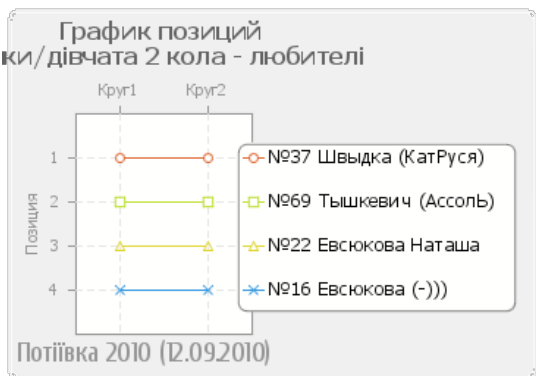 График позиций
ки/дівчата 2 кола - любителі
Круг1 Круг2
Позиция
1
2
3
4
№37 Швыдка (КатРуся)
№69 Тышкевич (АссолЬ)
№22 Евсюкова Наташа
№16 Евсюкова (-)))
Потіївка 2010 (12.09.2010)